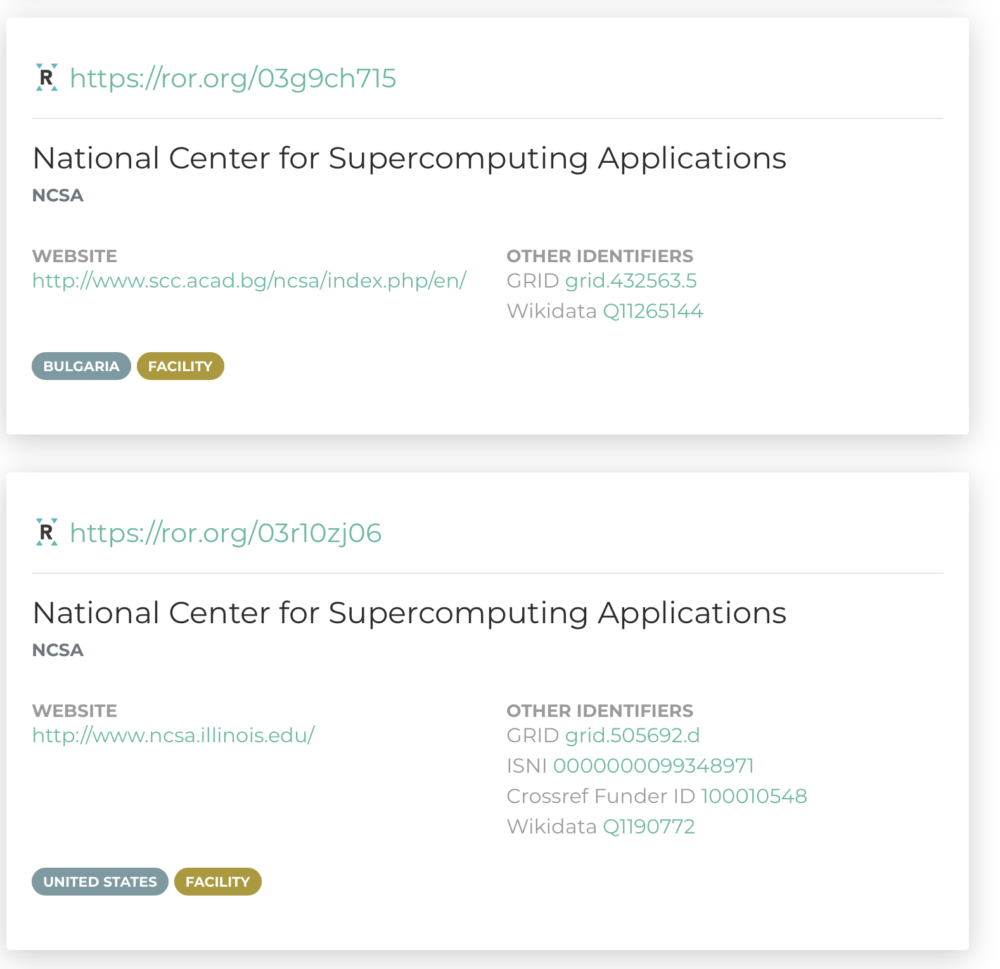 R https://ror.org/03g9ch715
National Center for Supercomputing Applications
NCSA
WEBSITE
http://www.scc.acad.bg/ncsa/index.php/en/
OTHER IDENTIFIERS
GRID grid.432563.5
Wikidata Q11265144
BULGARIA FACILITY
R https://ror.org/03r10zj06
National Center for Supercomputing Applications
NCSA
WEBSITE
http://www.ncsa.illinois.edu/
OTHER IDENTIFIERS
GRID grid.505692.d
ISNI 0000000099348971
Crossref Funder ID 100010548
Wikidata Q1190772
UNITED STATES FACILITY